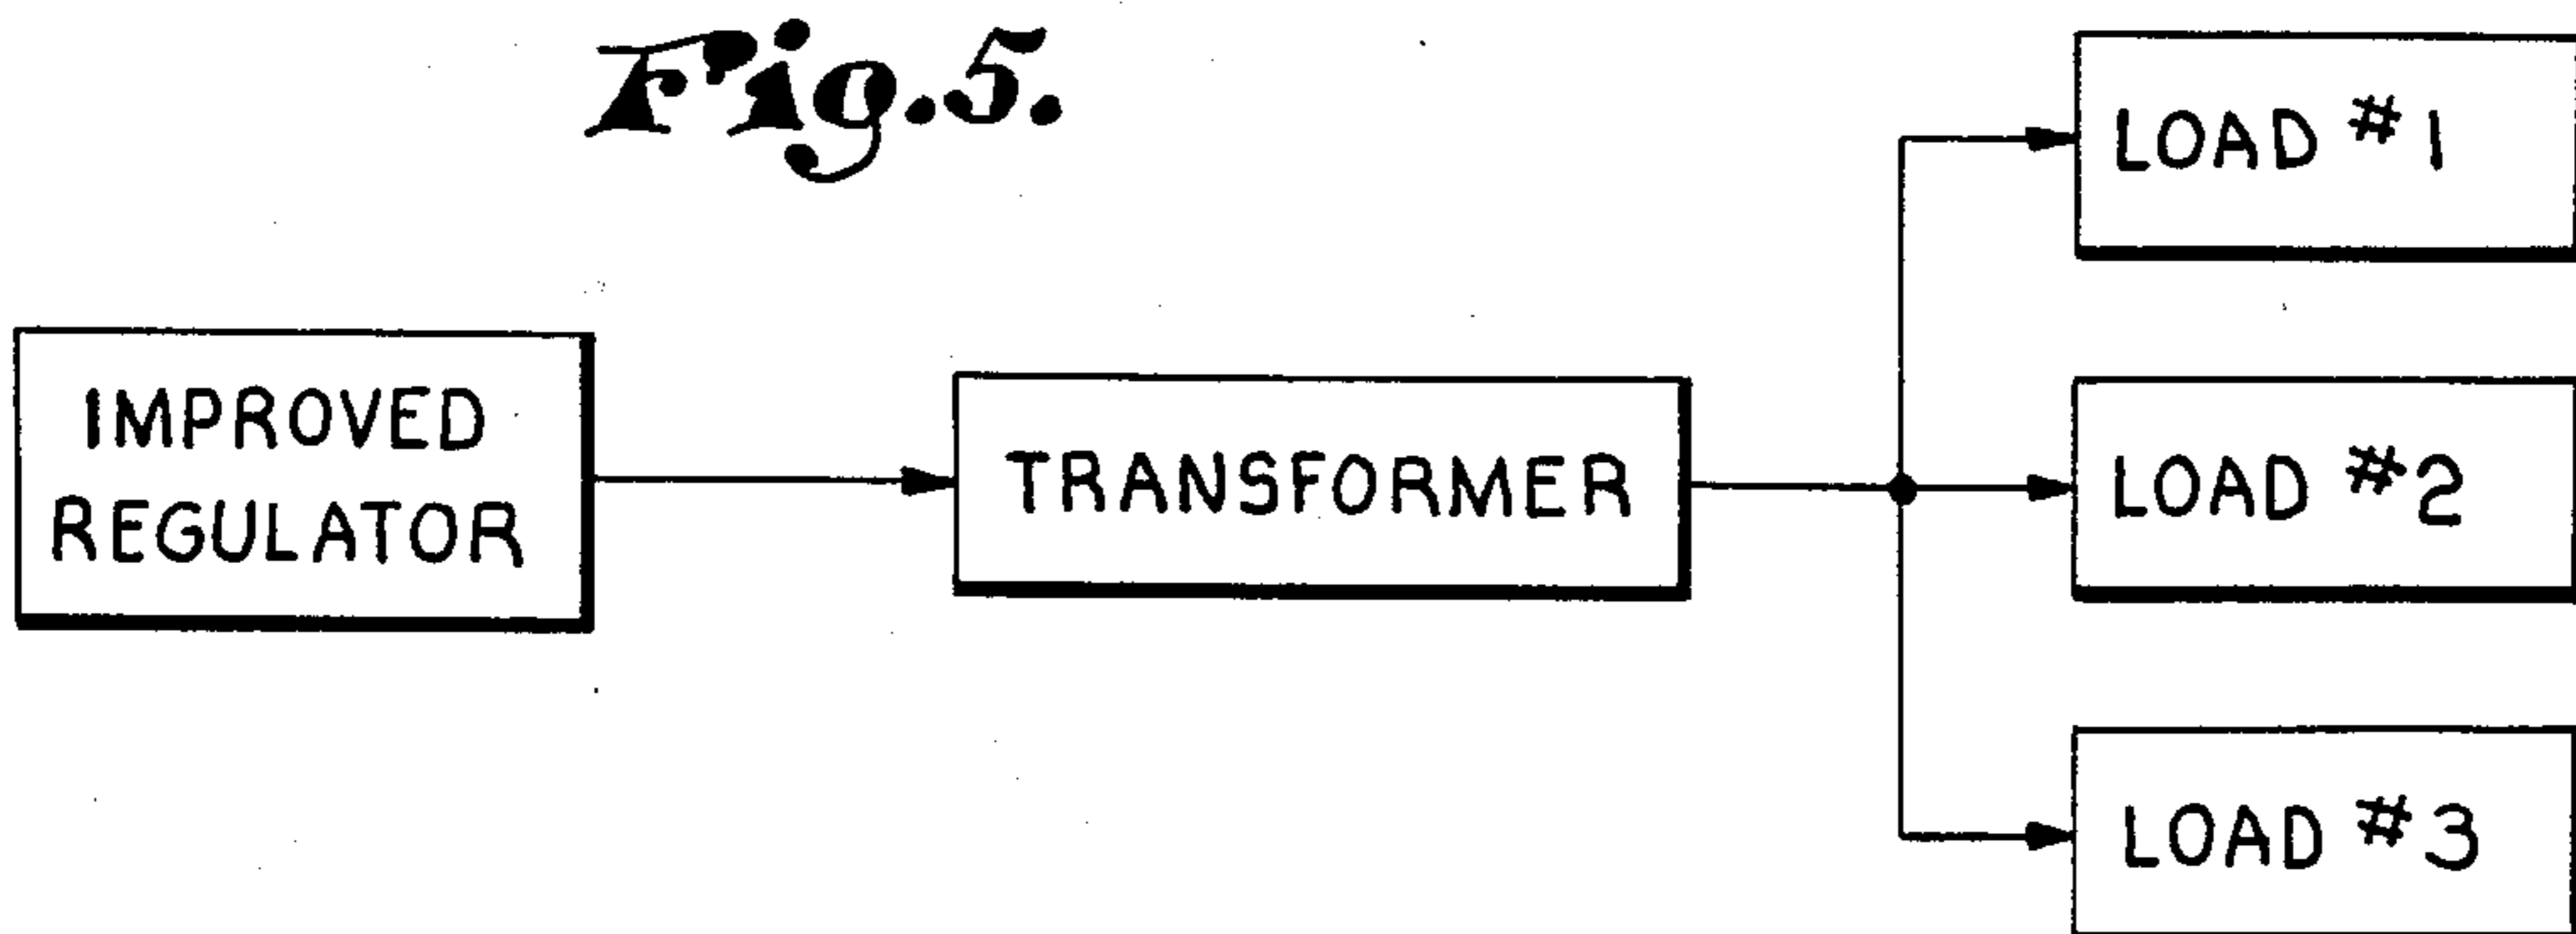 Fig. 5.
LOAD #1
IMPROVED
REGULATOR
TRANSFORMER
LOAD #2
LOAD #3